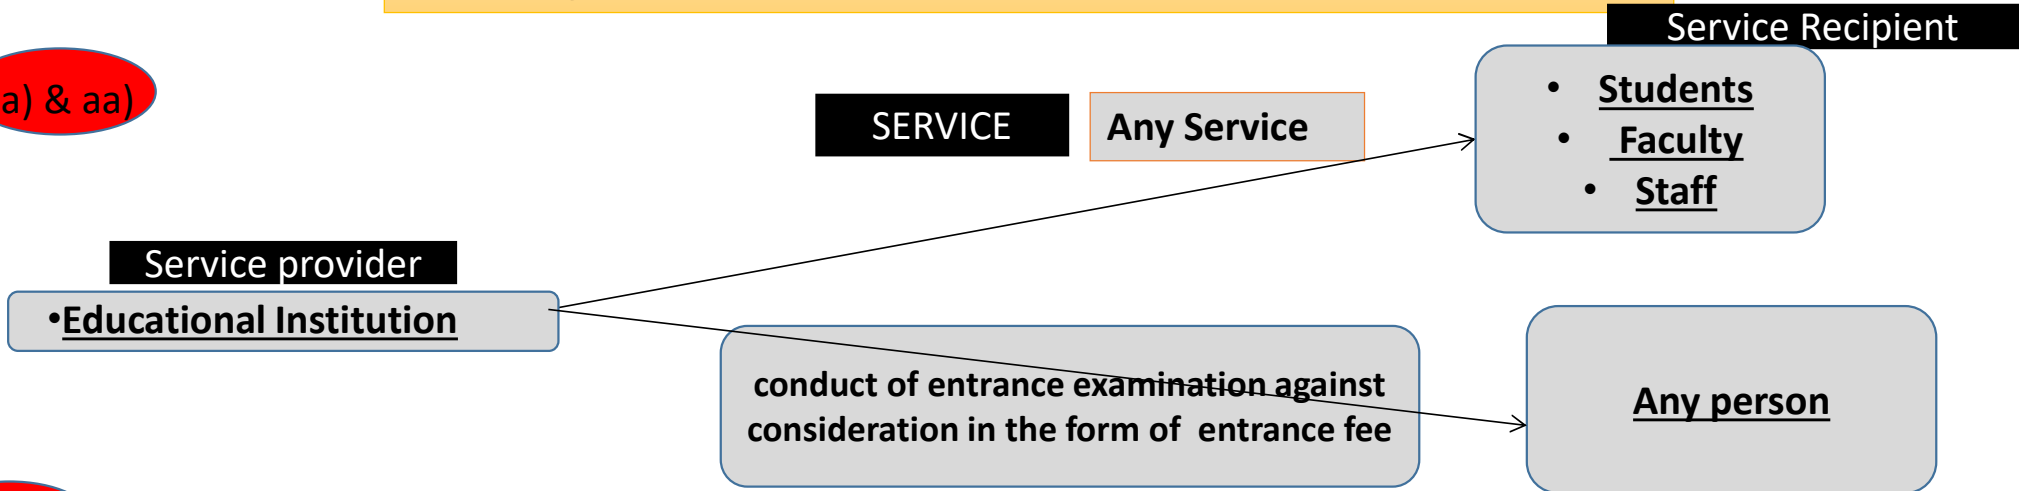 Service Recipient
a) & aa)
SERVICE
Any Service
• Students
• Faculty
• Staff
Service provider
•Educational Institution
conduct of entrance examination against
consideration in the form of entrance fee
Any person